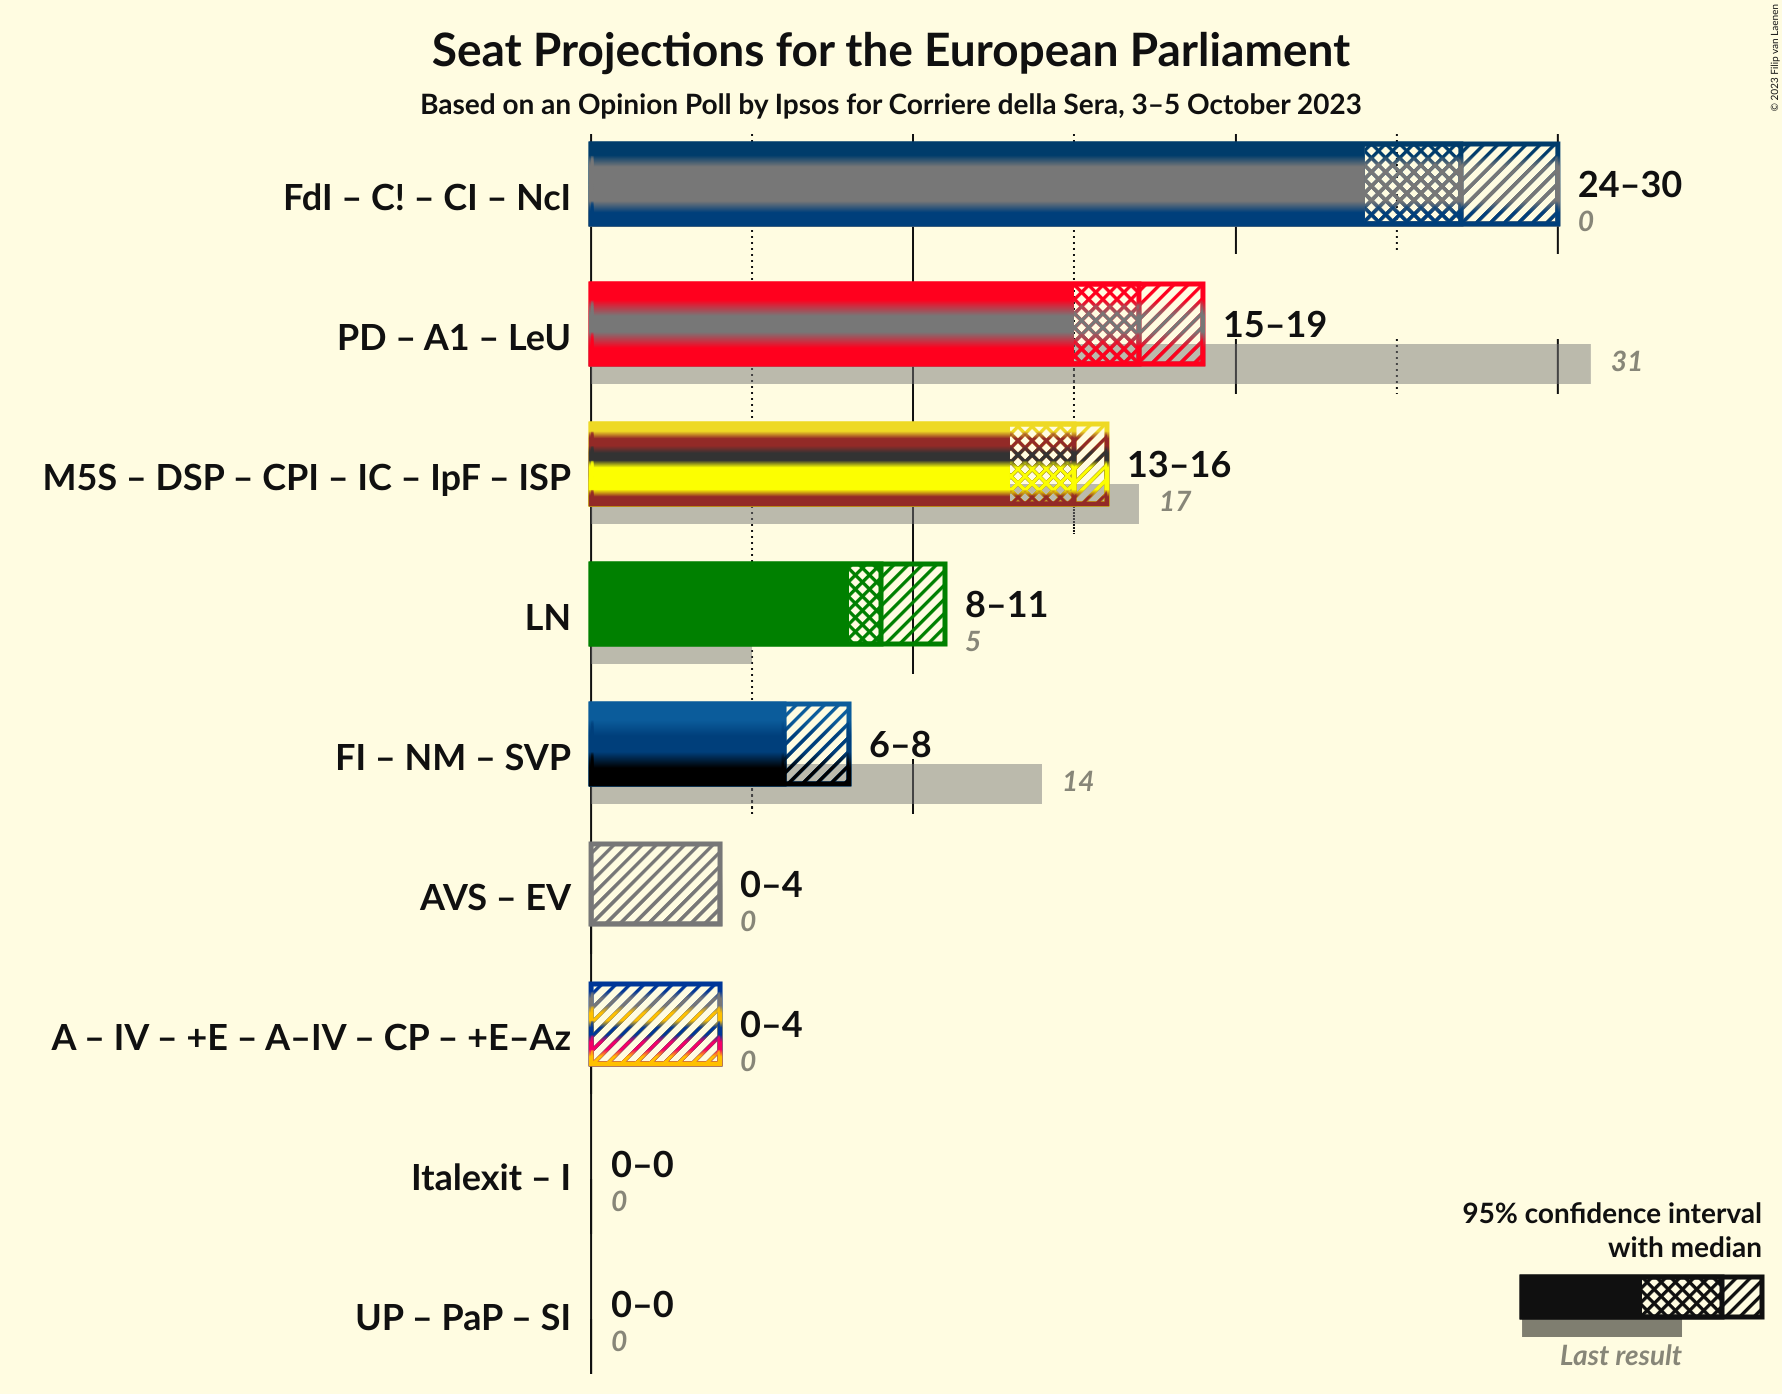 Seat Projections for the European Parliament
Based on an Opinion Poll by Ipsos for Corriere della Sera, 3–5 October 2023
© 2023 Filip van Laenen
FdI – C! – CI – NcI
24–30
0
PD – A1 – LeU
15–19
31
M5S – DSP – CPI – IC – IpF – ISP
13–16
17
LN
8–11
5
FI – NM – SVP
6–8
14
AVS – EV
0–4
0
A – IV – +E – A–IV – CP – +E–Az
0–4
0
Italexit – I
0–0
0
UP – PaP – SI
0–0
0
95% confidence interval
with median
Last result